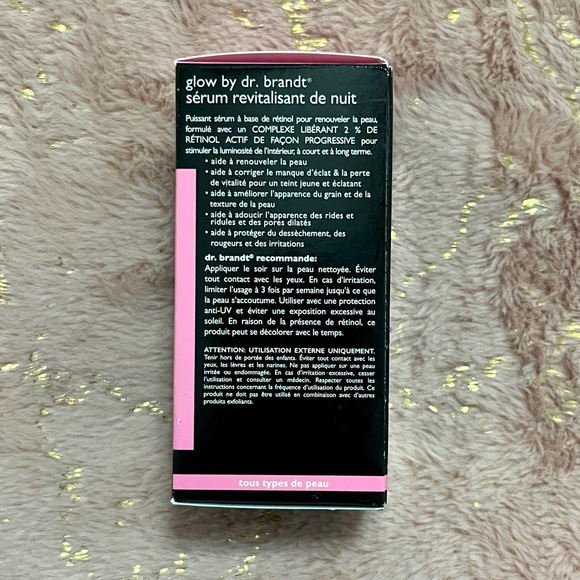 glow by dr. brandt®
sérum revitalisant de nuit
Puissant sérum à base de rétinol pour renouveler la peau,
formulé avec un COMPLEXE LIBÉRANT 2 % DE
RÉTINOL ACTIF DE FAÇON PROGRESSIVE pour
stimuler la luminosité de l'intérieur, à court et à long terme.
• aide à renouveler la peau
• aide à corriger le manque d'éclat & la perte
de vitalité pour un teint jeune et éclatant
• aide à améliorer l'apparence du grain et de la
texture de la peau
• aide à adoucir l'apparence des rides et
ridules et des pores dilatés
• aide à protéger du dessèchement, des
rougeurs et des irritations
dr. brandt® recommande:
Appliquer le soir sur la peau nettoyée. Éviter
tout contact avec les yeux. En cas d'irritation,
limiter l'usage à 3 fois par semaine jusqu'à ce que
la peau s'accoutume. Utiliser avec une protection
anti-UV et éviter une exposition excessive au
soleil. En raison de la présence de rétinol, ce
produit peut se décolorer avec le temps.
ATTENTION: UTILISATION EXTERNE UNIQUEMENT.
Tenir hors de portée des enfants. Éviter tout contact avec les
yeux, les lèvres et les narines. Ne pas appliquer sur une peau
irritée ou endommagée. En cas d'irritation excessive, cesser
l'utilisation et consulter un médecin. Respecter toutes les
instructions concernant la fréquence d'utilisation du produit. Ce
produit ne doit pas être utilisé en combinaison avec d'autres
produits exfoliants.
tous types de peau